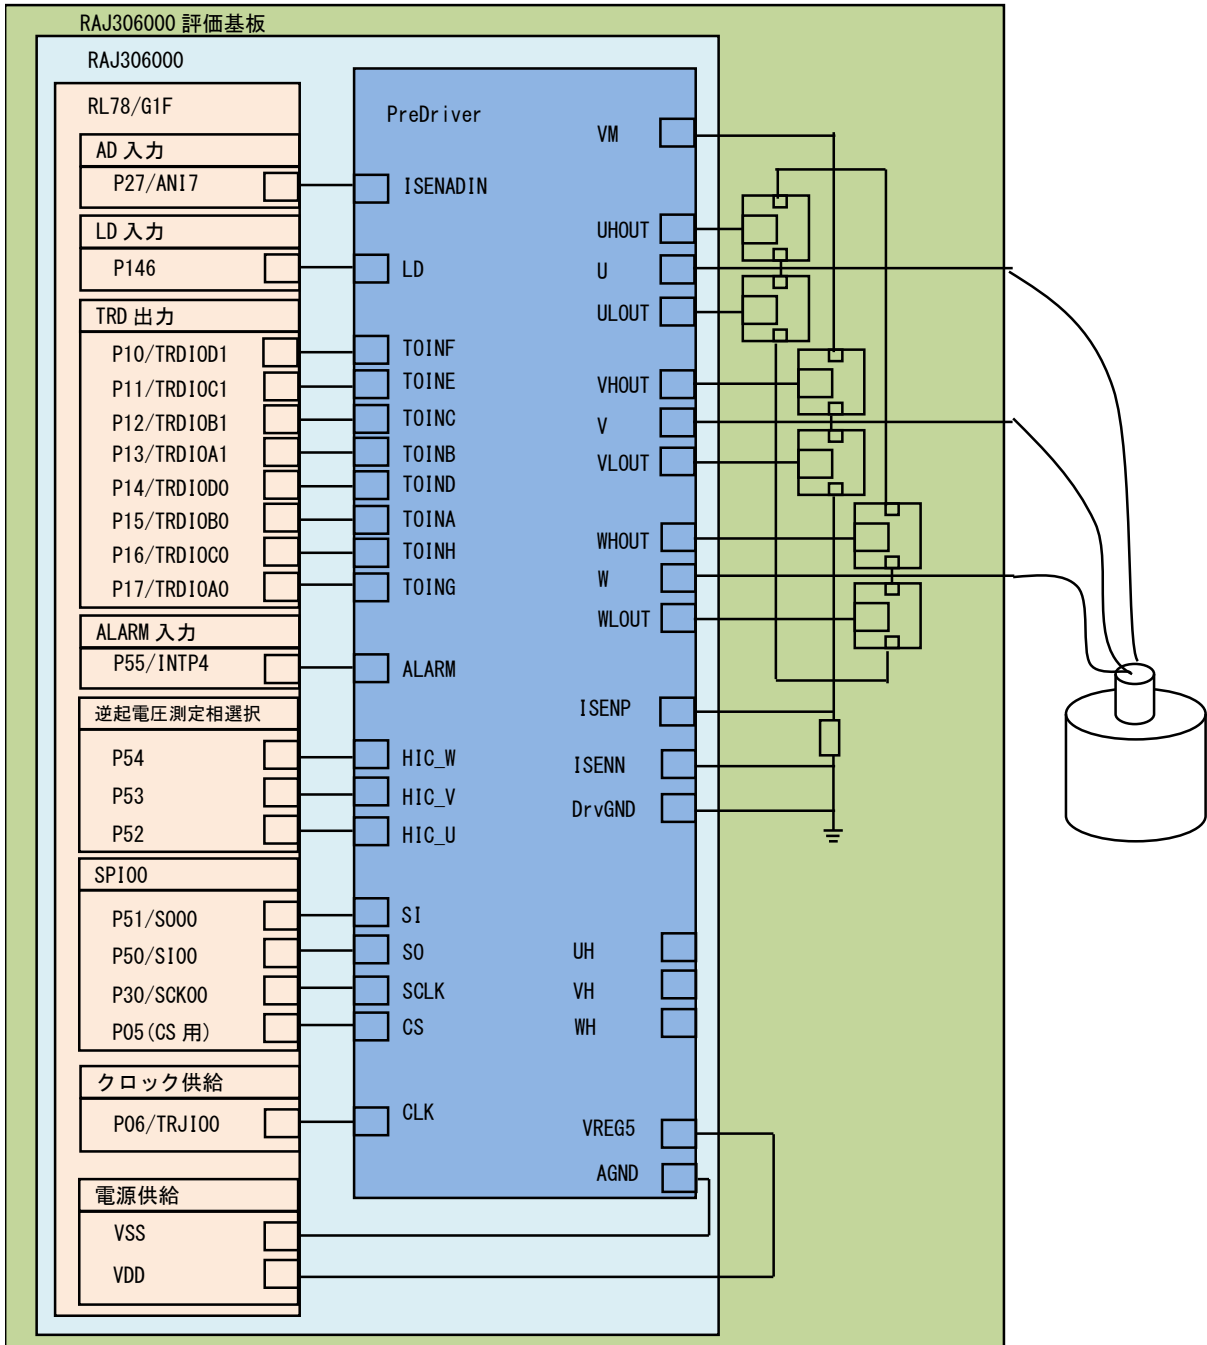 RAJ306000 評価基板
RAJ306000
RL78/G1F
AD 入力
P27/ANI7
LD 入力
P146
TRD 出力
P10/TRDIOD1
P11/TRDIOC1
P12/TRDIOB1
P13/TRDIOA1
P14/TRDIOD0
P15/TRDIOB0
P16/TRDIOC0
P17/TRDIOA0
ALARM 入力
P55/INTP4
逆起電圧測定相選択
P54
P53
P52
SPI00
P51/SO00
P50/SI00
P30/SCK00
P05(CS 用)
クロック供給
P06/TRJIO0
電源供給
VSS
VDD
PreDriver
ISENADIN
LD
TOINF
TOINE
TOINC
TOINB
TOIND
TOINA
TOINH
TOING
ALARM
HIC_W
HIC_V
HIC_U
SI
SO
SCLK
CS
CLK
VM
UHOUT
U
ULOUT
VHOUT
V
VLOUT
WHOUT
W
WLOUT
ISENP
ISENN
DrvGND
UH
VH
WH
VREG5
AGND